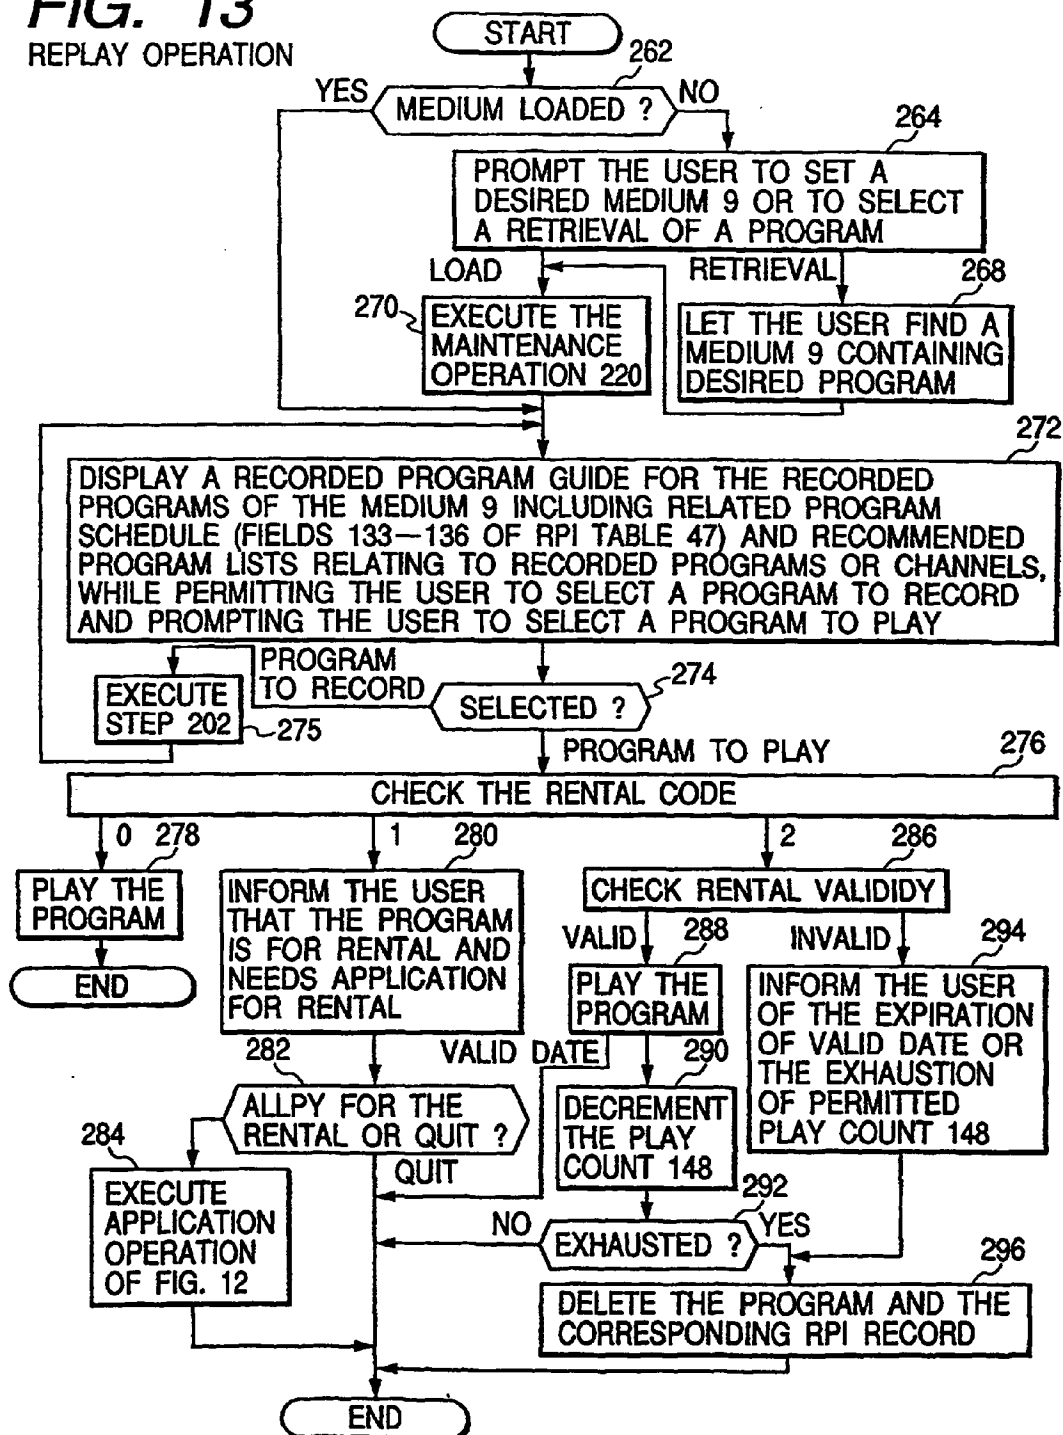 FIG. 13
REPLAY OPERATION
START
262
YES
MEDIUM LOADED ?
NO
264
PROMPT THE USER TO SET A
DESIRED MEDIUM 9 OR TO SELECT
A RETRIEVAL OF A PROGRAM
LOAD
RETRIEVAL
268
270
EXECUTE THE
MAINTENANCE
OPERATION 220
LET THE USER FIND A
MEDIUM 9 CONTAINING
DESIRED PROGRAM
272
DISPLAY A RECORDED PROGRAM GUIDE FOR THE RECORDED
PROGRAMS OF THE MEDIUM 9 INCLUDING RELATED PROGRAM
SCHEDULE (FIELDS 133—136 OF RPI TABLE 47) AND RECOMMENDED
PROGRAM LISTS RELATING TO RECORDED PROGRAMS OR CHANNELS,
WHILE PERMITTING THE USER TO SELECT A PROGRAM TO RECORD
AND PROMPTING THE USER TO SELECT A PROGRAM TO PLAY
PROGRAM
TO RECORD
274
SELECTED ?
EXECUTE
STEP 202
275
PROGRAM TO PLAY
276
CHECK THE RENTAL CODE
0
278
1
280
2
286
PLAY THE
PROGRAM
END
INFORM THE USER
THAT THE PROGRAM
IS FOR RENTAL AND
NEEDS APPLICATION
FOR RENTAL
CHECK RENTAL VALIDIDY
VALID
288
INVALID
294
PLAY THE
PROGRAM
INFORM THE USER
OF THE EXPIRATION
OF VALID DATE OR
THE EXHAUSTION
OF PERMITTED
PLAY COUNT 148
282
VALID DATE
290
ALLPY FOR THE
RENTAL OR QUIT ?
DECREMENT
THE PLAY
COUNT 148
284
QUIT
EXECUTE
APPLICATION
OPERATION
OF FIG. 12
292
NO
EXHAUSTED ?
YES
296
DELETE THE PROGRAM AND THE
CORRESPONDING RPI RECORD
END